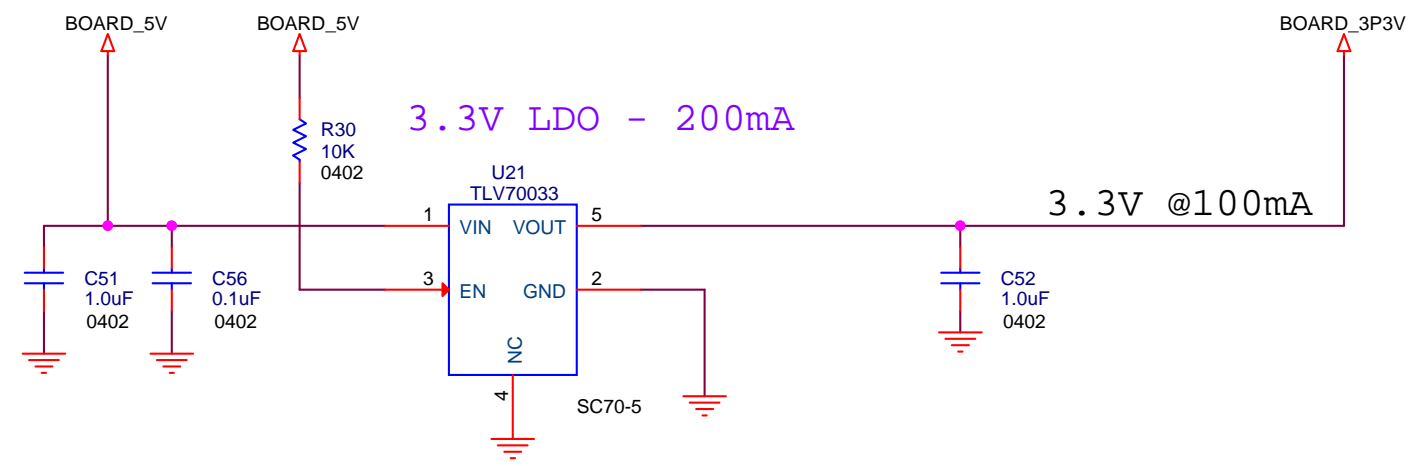 BOARD_5V
BOARD_5V
BOARD_3P3V
3.3V LDO - 200mA
R30
10K
0402
U21
TLV70033
3.3V @100mA
1
VIN
VOUT
5
3
EN
GND
2
NC
4
SC70-5
C51
1.0uF
0402
C56
0.1uF
0402
C52
1.0uF
0402